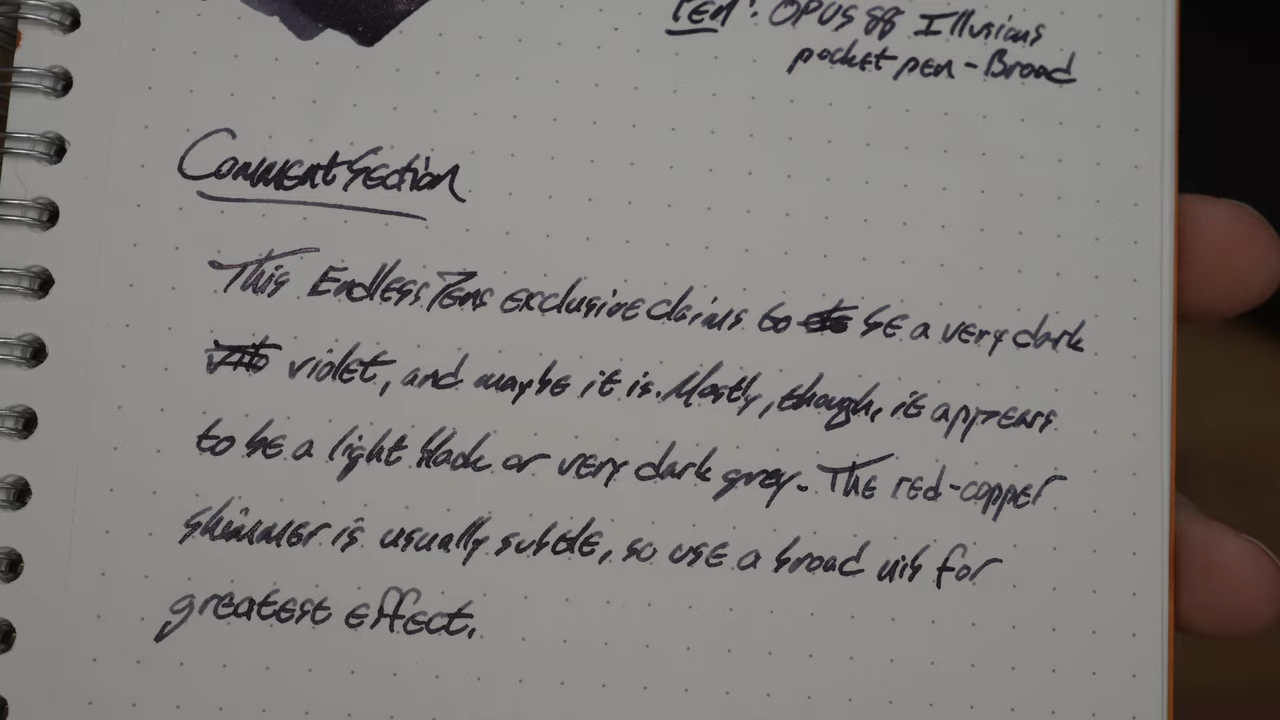 Pen: OPUS 88 Illusions
pocket pen - Broad
Comment Section
This Endless Pens exclusive claims to be a very dark
violet, and maybe it is. Mostly, though, it appears
to be a light black or very dark grey. The red-copper
shimmer is usually subtle, so use a broad nib for
greatest effect.